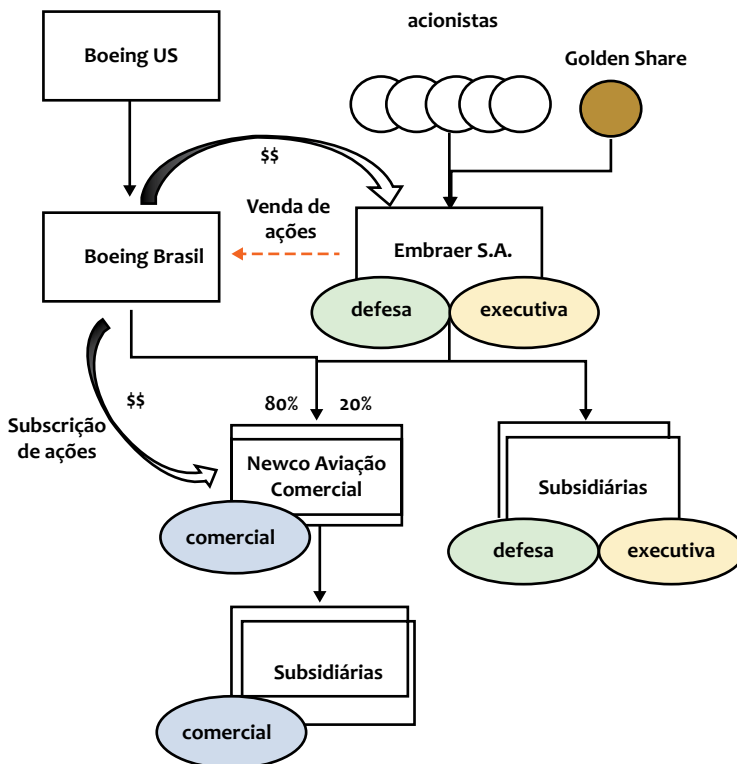 acionistas
Boeing US
Golden Share
$$
Venda de
ações
Boeing Brasil
Embraer S.A.
defesa
executiva
$$
80%
20%
Subscrição
de ações
Newco Aviação
Comercial
Subsidiárias
comercial
defesa
executiva
Subsidiárias
comercial